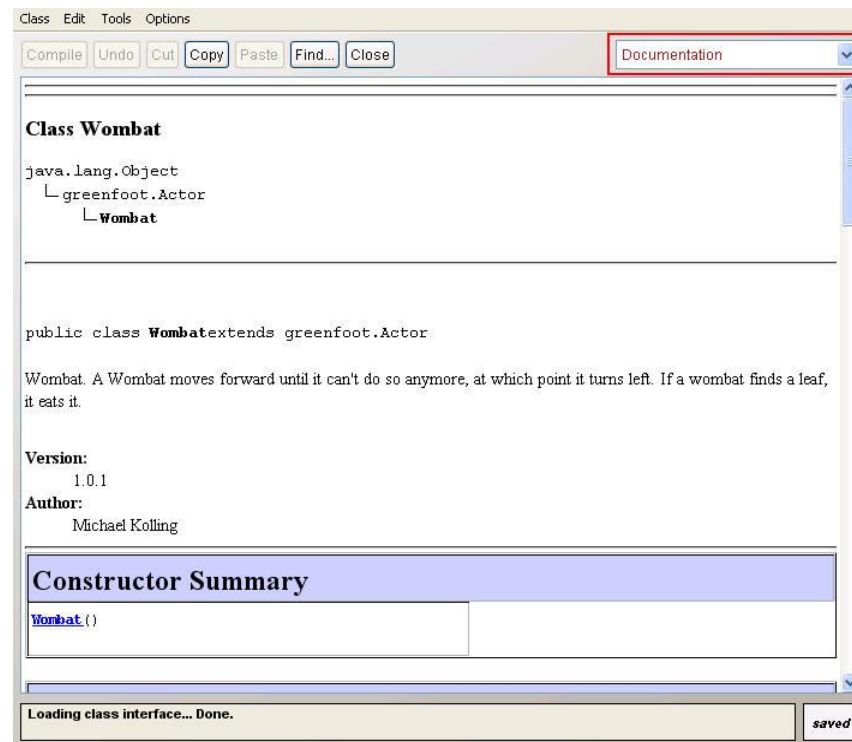 Class Edit Tools Options
Compile Undo Cut Copy Paste Find... Close Documentation
Class Wombat
java.lang.Object
greenfoot.Actor
Wombat
public class Wombatextends greenfoot.Actor
Wombat. A Wombat moves forward until it can't do so anymore, at which point it turns left. If a wombat finds a leaf,
it eats it.
Version:
1.0.1
Author:
Michael Kolling
Constructor Summary
Wombat()
Loading class interface... Done.
saved